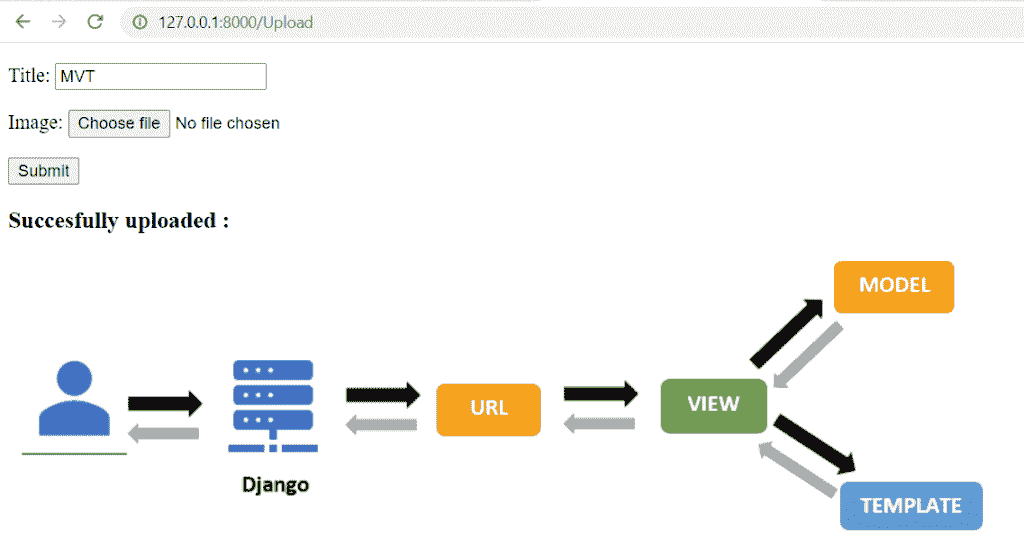 127.0.0.1:8000/Upload
Title: MVT
Image: Choose file No file chosen
Submit
Succesfully uploaded :
MODEL
URL
VIEW
Django
TEMPLATE